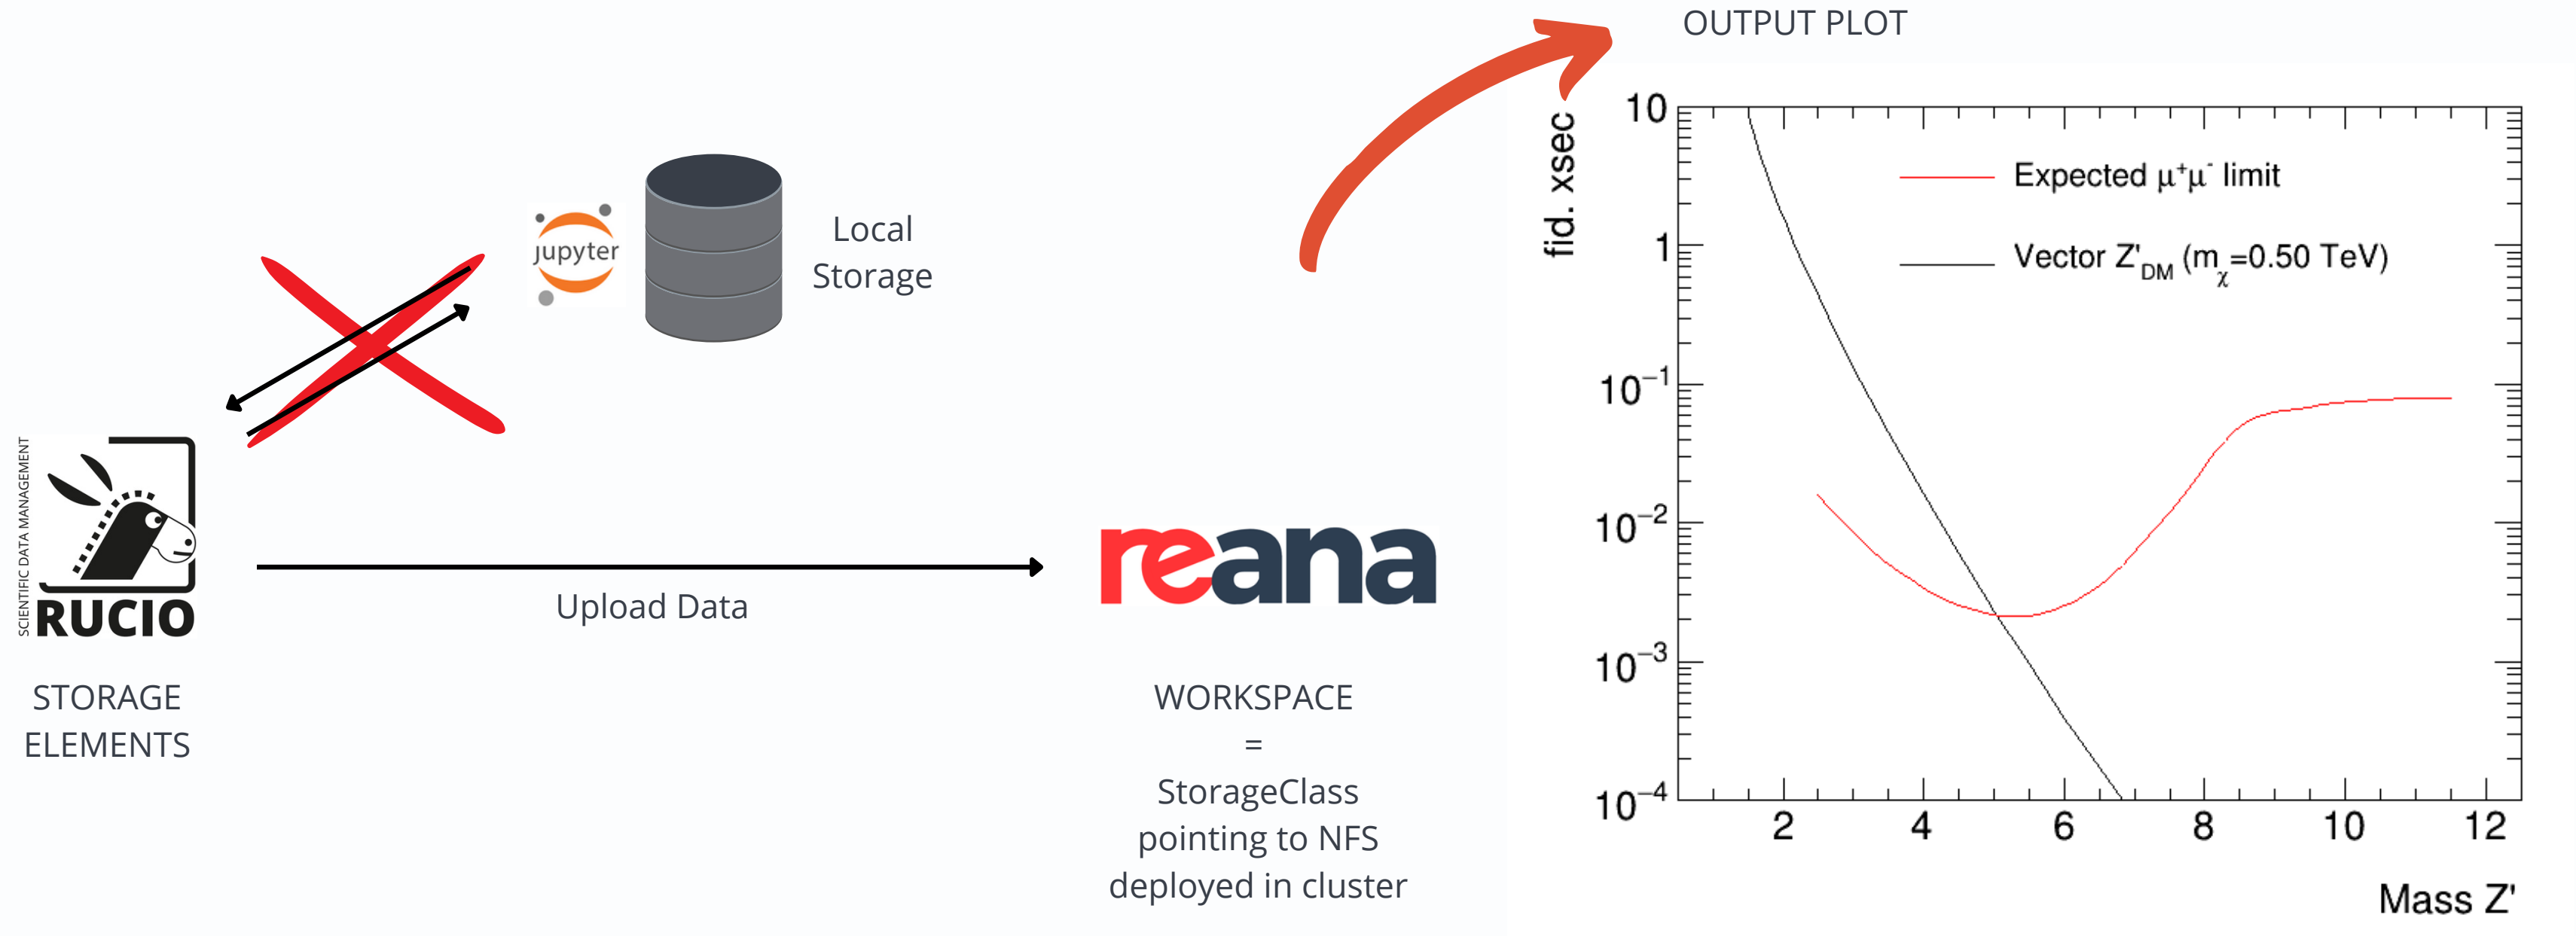 OUTPUT PLOT
jupyter
Local
Storage
SCIENTIFIC DATA MANAGEMENT
RUCIO
STORAGE
ELEMENTS
Upload Data
reana
WORKSPACE
=
StorageClass
pointing to NFS
deployed in cluster
fid. xsec
10
1
10⁻¹
10⁻²
10⁻³
10⁻⁴
Expected μ⁺μ⁻ limit
Vector Z'DM (mχ=0.50 TeV)
2 4 6 8 10 12
Mass Z'